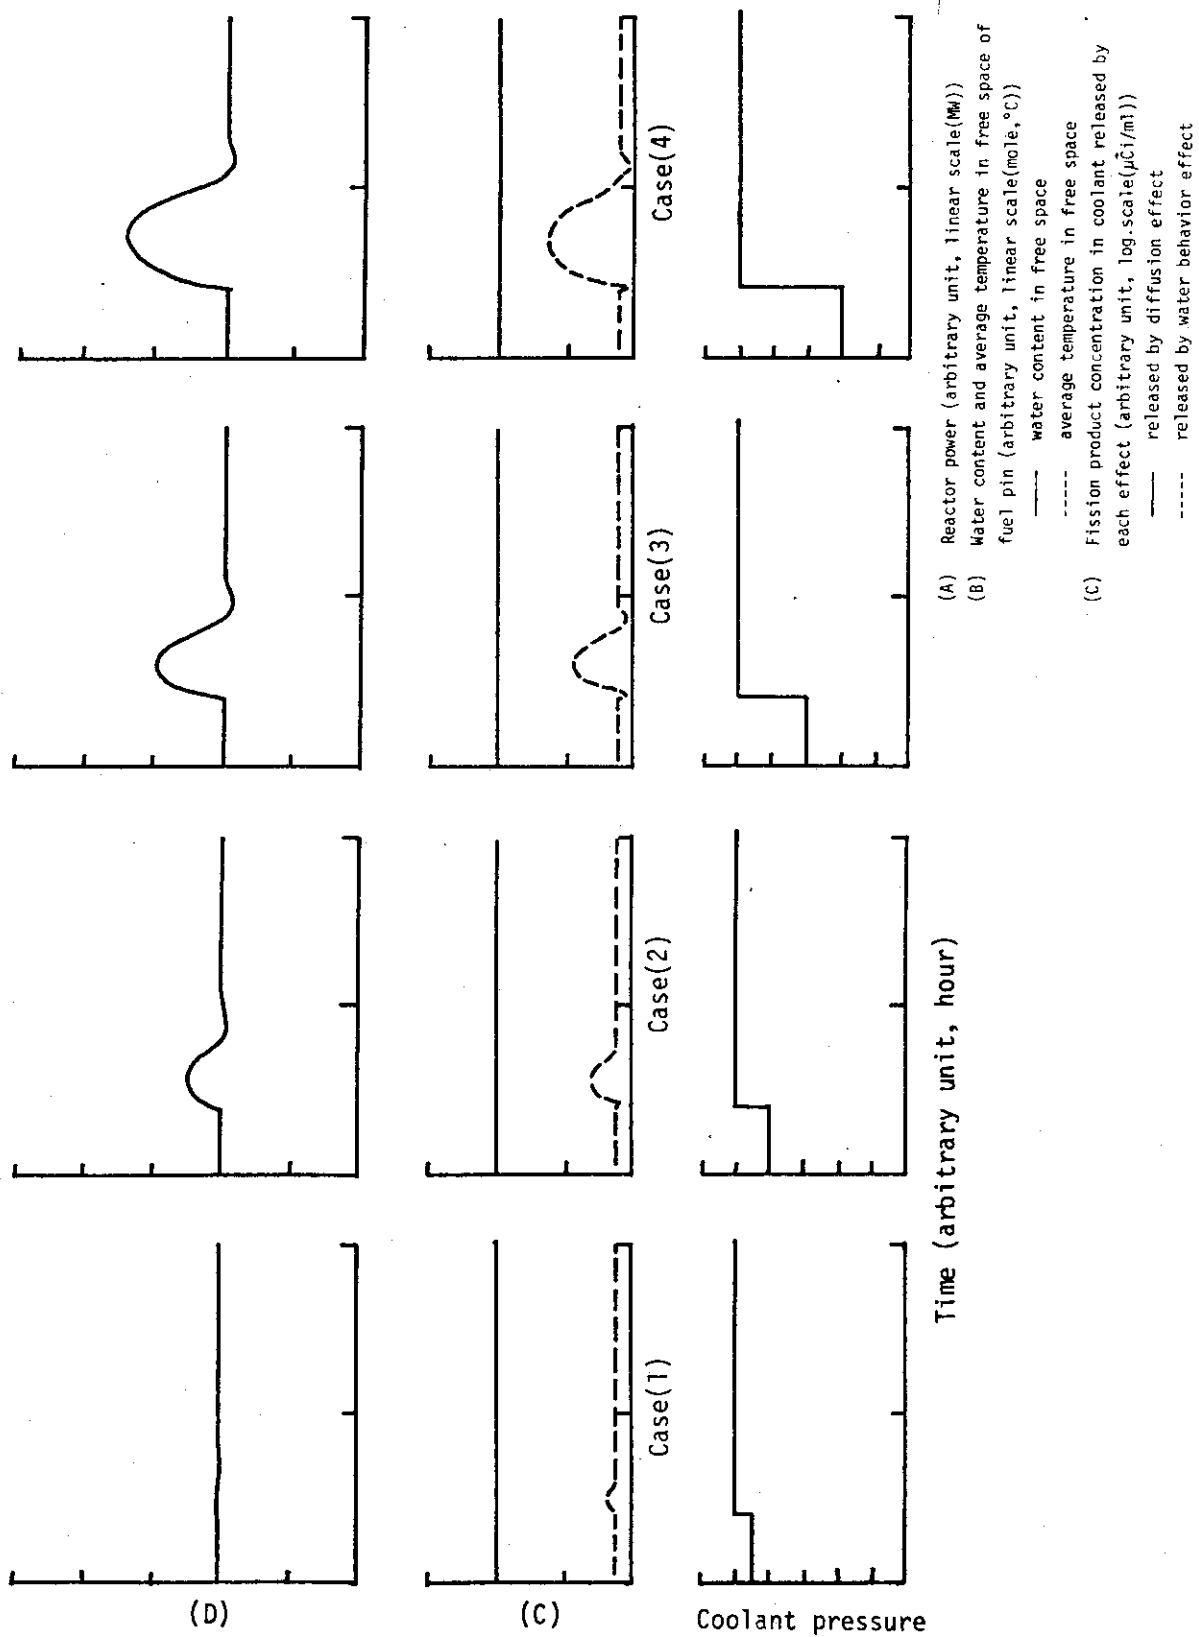 (D)
(C)
Case(1)
Case(2)
Case(3)
Case(4)
Coolant pressure
Time (arbitrary unit, hour)
(A) Reactor power (arbitrary unit, linear scale(MW))
(B) Water content and average temperature in free space of
fuel pin (arbitrary unit, linear scale(mole,°C))
—— water content in free space
----- average temperature in free space
(C) Fission product concentration in coolant released by
each effect (arbitrary unit, log.scale(μCi/ml))
—— released by diffusion effect
----- released by water behavior effect